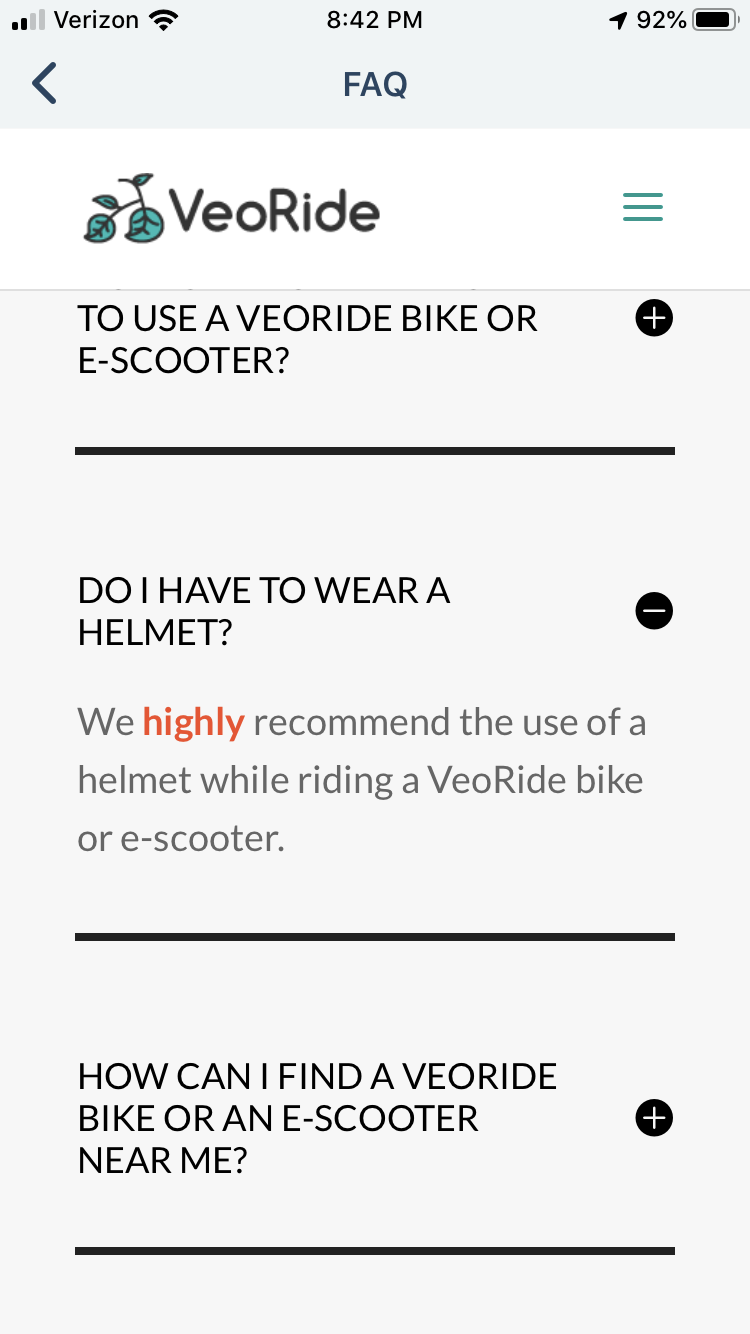 Verizon 8:42 PM 92%
FAQ
VeoRide
TO USE A VEORIDE BIKE OR
E-SCOOTER?
DO I HAVE TO WEAR A
HELMET?
We highly recommend the use of a
helmet while riding a VeoRide bike
or e-scooter.
HOW CAN I FIND A VEORIDE
BIKE OR AN E-SCOOTER
NEAR ME?